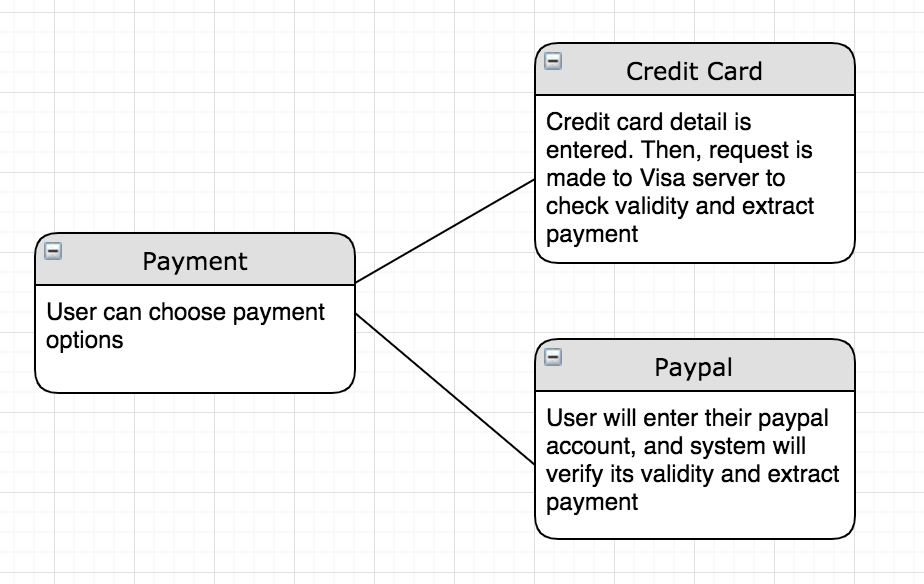 Payment
User can choose payment
options
Credit Card
Credit card detail is
entered. Then, request is
made to Visa server to
check validity and extract
payment
Paypal
User will enter their paypal
account, and system will
verify its validity and extract
payment